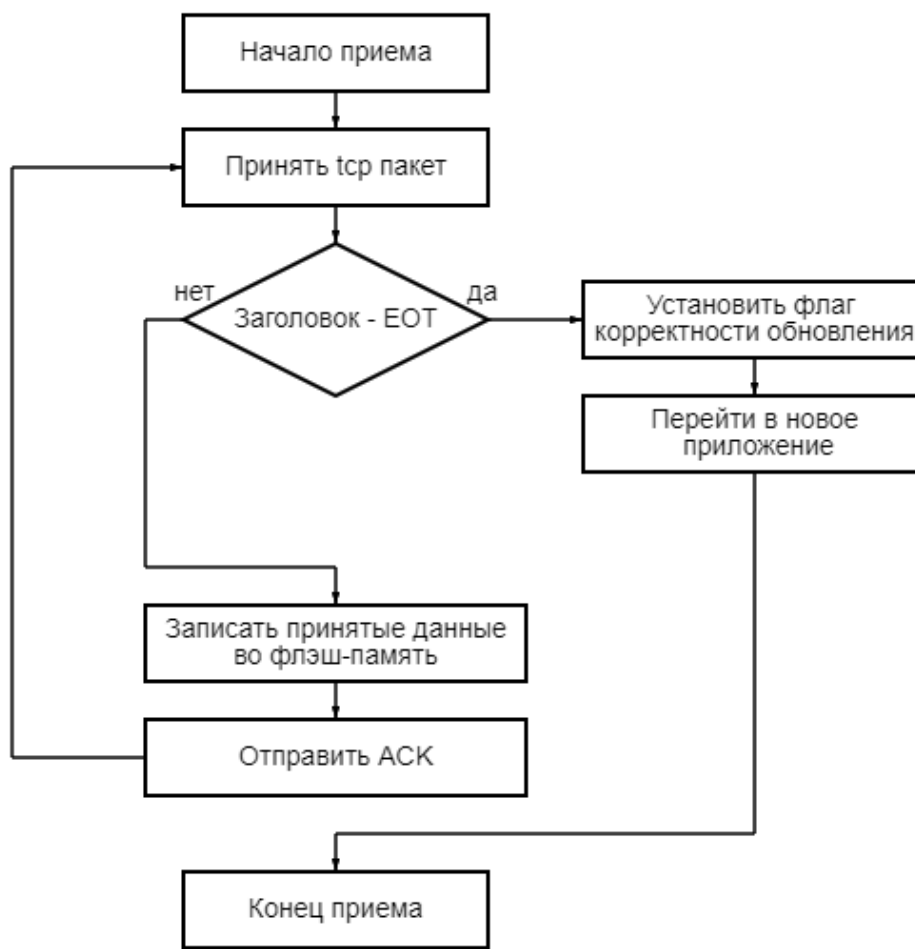 Начало приема
Принять tcp пакет
нет
да
Заголовок - EOT
Установить флаг
корректности обновления
Перейти в новое
приложение
Записать принятые данные
во флэш-память
Отправить ACK
Конец приема